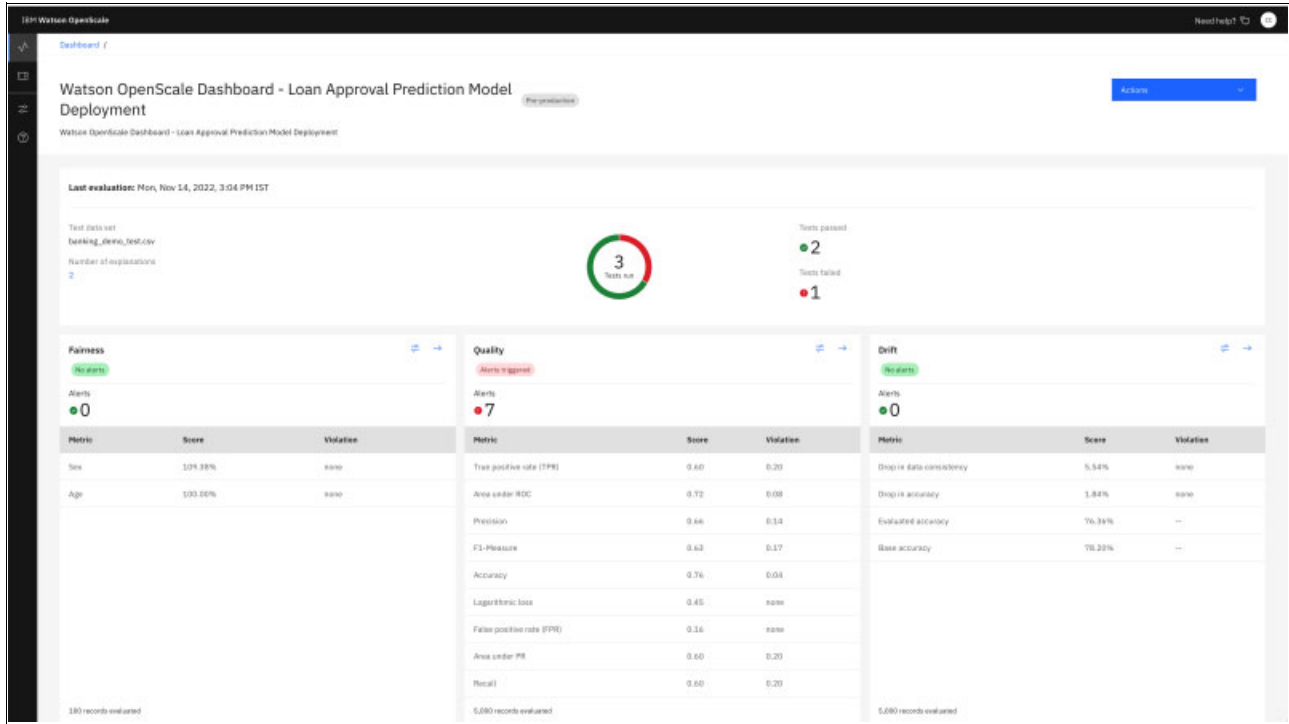 IBM Watson OpenScale
Need help?
Dashboard /
Watson OpenScale Dashboard - Loan Approval Prediction Model
Deployment
Pre-production
Actions
Watson OpenScale Dashboard - Loan Approval Prediction Model Deployment
Last evaluation: Mon, Nov 14, 2022, 3:04 PM IST
Test data set
banking_demo_test.csv
Number of explanations
2
3
Tests run
Tests passed
2
Tests failed
1
Fairness
No alerts
Alerts
0
Metric Score Violation
Sex 109.38% none
Age 100.00% none
100 records evaluated
Quality
Alerts triggered
Alerts
7
Metric Score Violation
True positive rate (TPR) 0.60 0.20
Area under ROC 0.72 0.08
Precision 0.66 0.14
F1-Measure 0.63 0.17
Accuracy 0.76 0.04
Logarithmic loss 0.45 none
False positive rate (FPR) 0.16 none
Area under PR 0.60 0.20
Recall 0.60 0.20
5,000 records evaluated
Drift
No alerts
Alerts
0
Metric Score Violation
Drop in data consistency 5.54% none
Drop in accuracy 1.84% none
Evaluated accuracy 76.36% --
Base accuracy 78.20% --
5,000 records evaluated